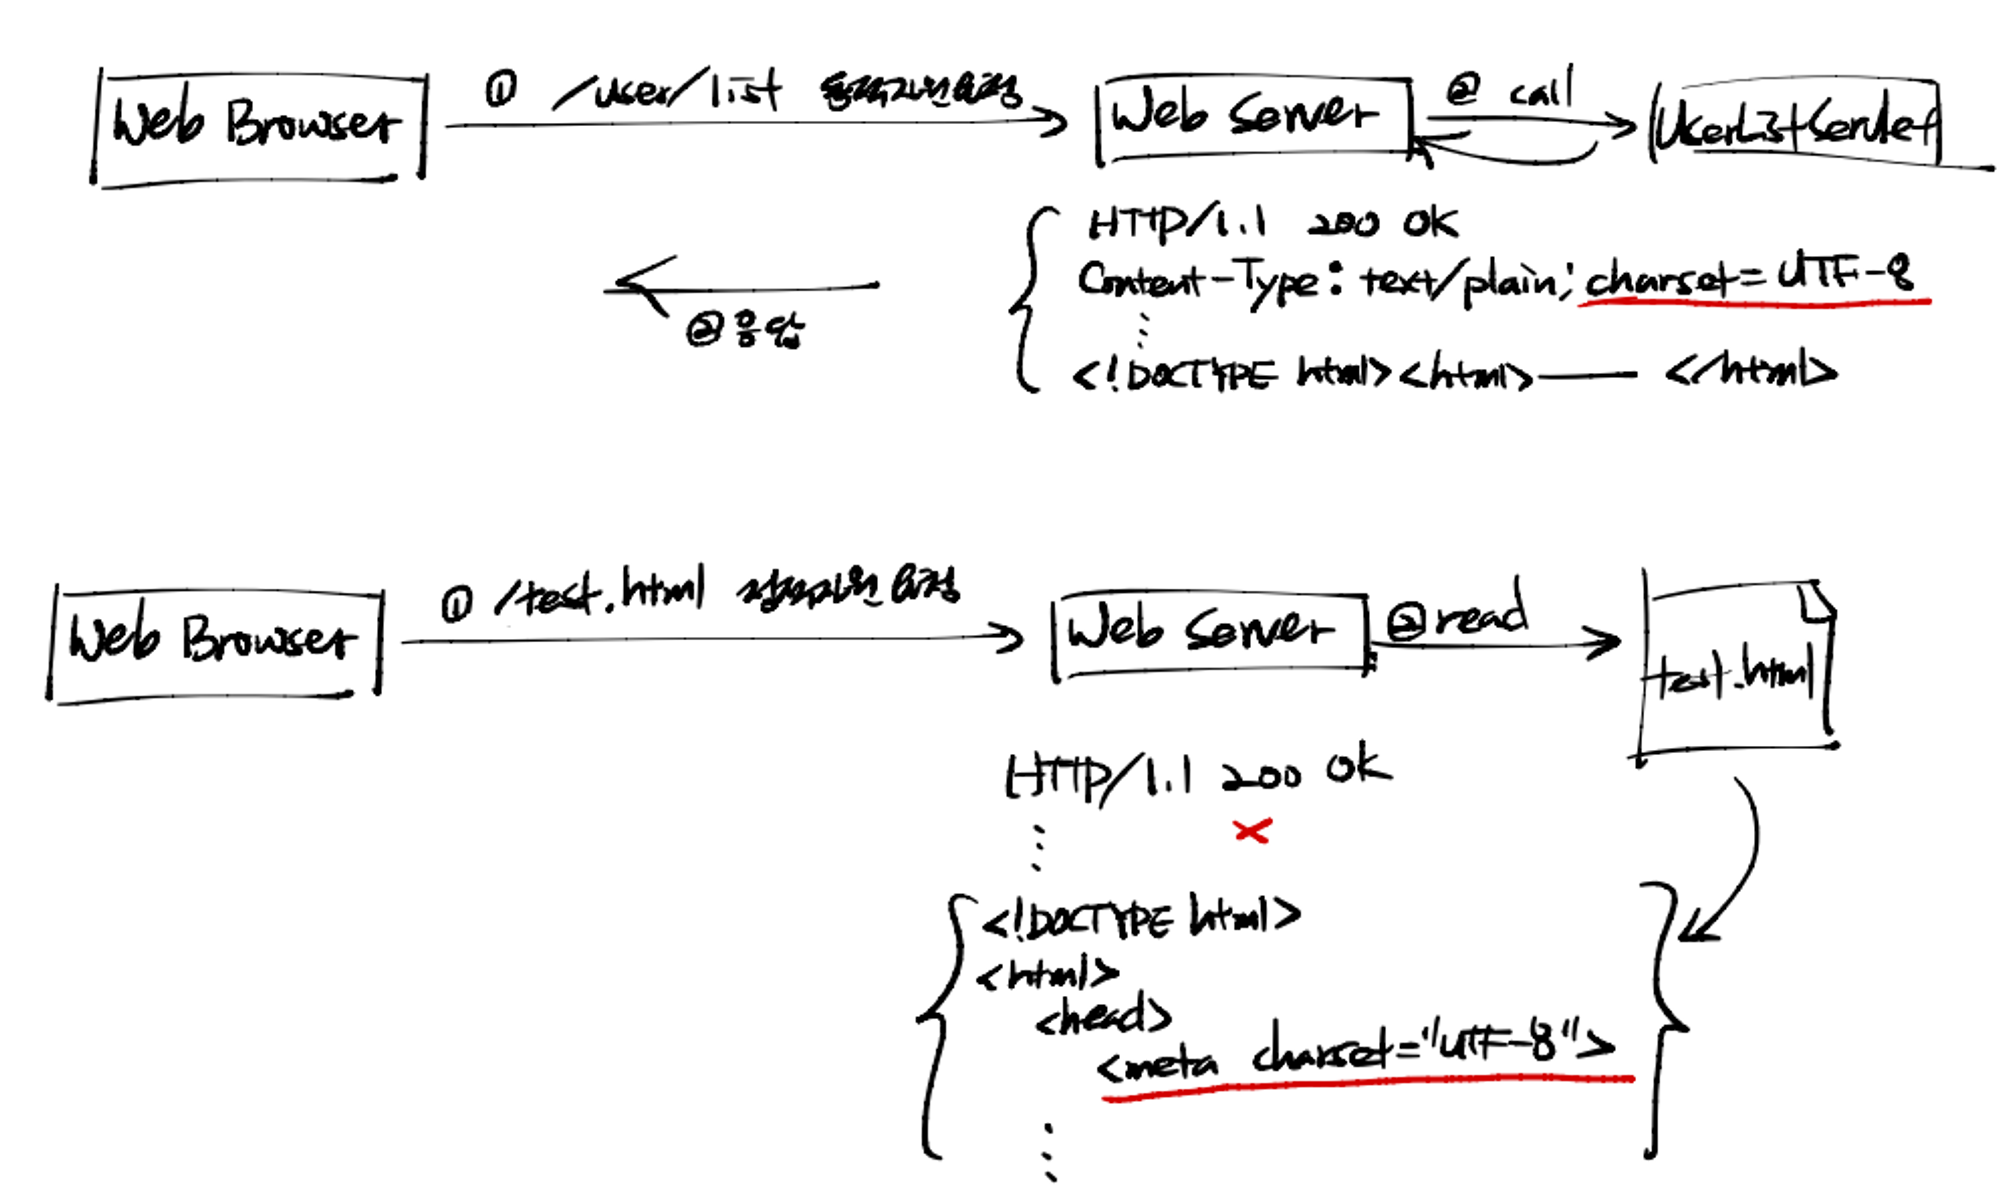 Web Browser
① /user/list 동적자원요청
Web Server
② call
UserListServlet
HTTP/1.1 200 OK
Content-Type: text/plain; charset=UTF-8
⋮
<!DOCTYPE html><html>—— </html>
②응답
Web Browser
① /test.html 정적자원 요청
Web Server
②read
test.html
HTTP/1.1 200 OK
⋮
<!DOCTYPE html>
<html>
<head>
<meta charset="UTF-8">
⋮